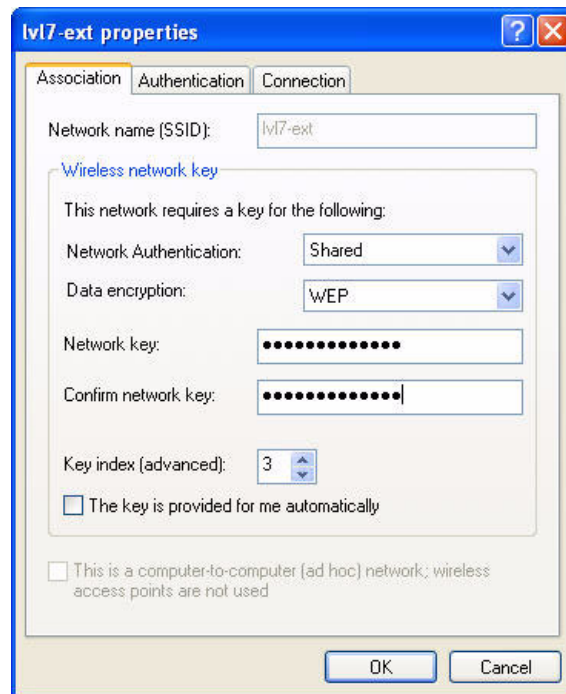 lvl7-ext properties
Association Authentication Connection
Network name (SSID): lvl7-ext
Wireless network key
This network requires a key for the following:
Network Authentication: Shared
Data encryption: WEP
Network key: •••••••••••••
Confirm network key: •••••••••••••
Key index (advanced): 3
The key is provided for me automatically
This is a computer-to-computer (ad hoc) network; wireless
access points are not used
OK Cancel